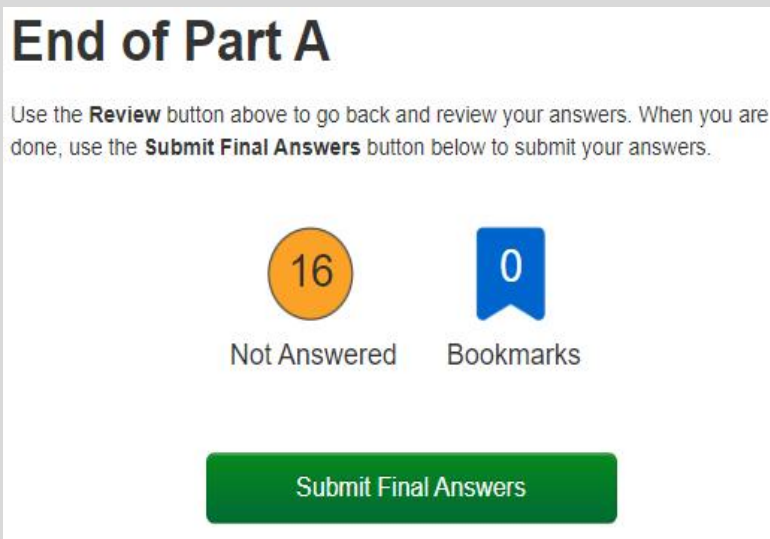 End of Part A
Use the Review button above to go back and review your answers. When you are
done, use the Submit Final Answers button below to submit your answers.
16
0
Not Answered
Bookmarks
Submit Final Answers